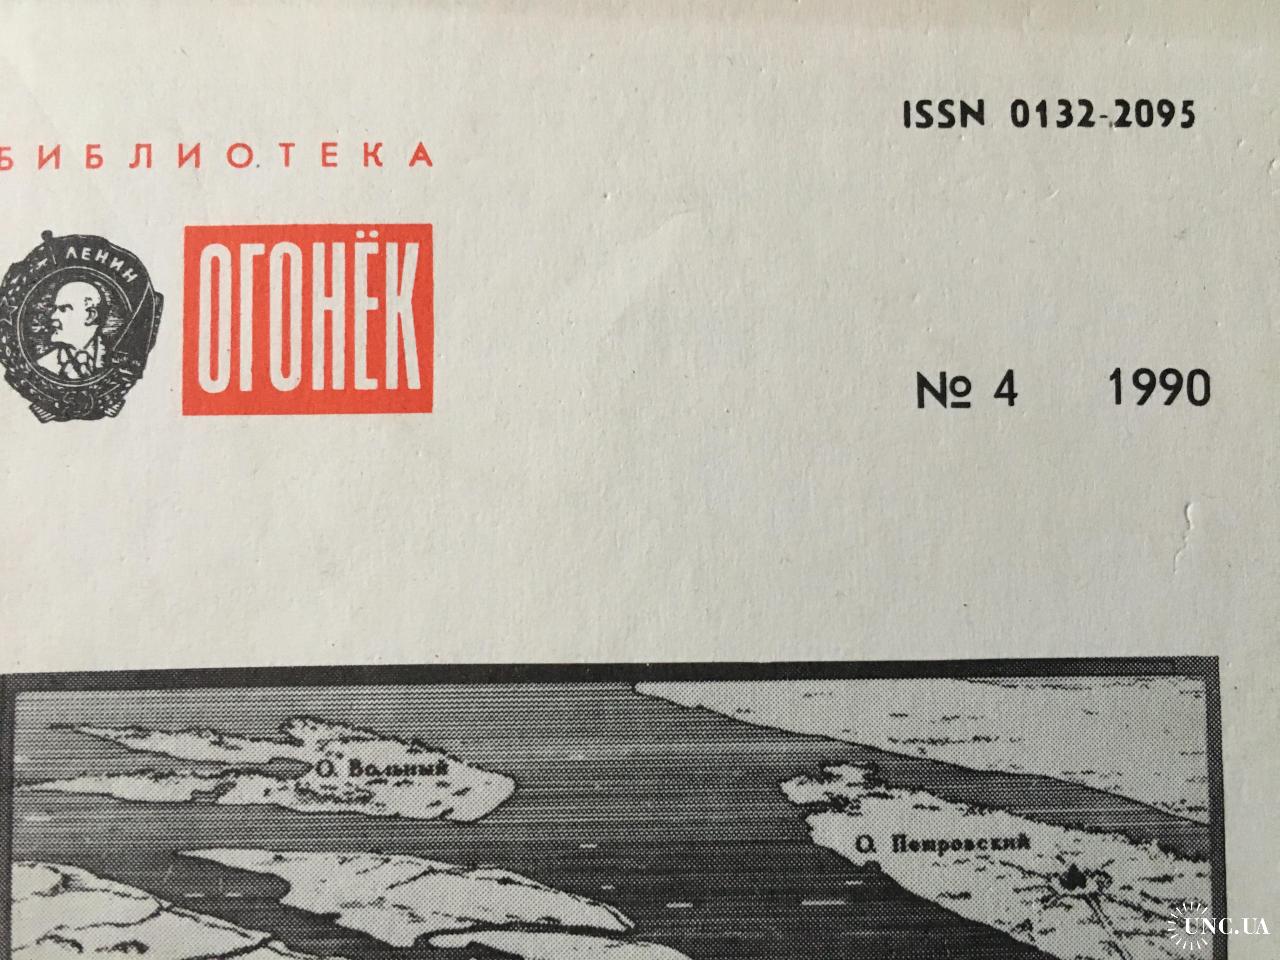 ISSN 0132-2095
БИБЛИОТЕКА
ЛЕНИН
ОГОНЁК
№ 4 1990
О. Вольный
О. Петровский
UNC.UA